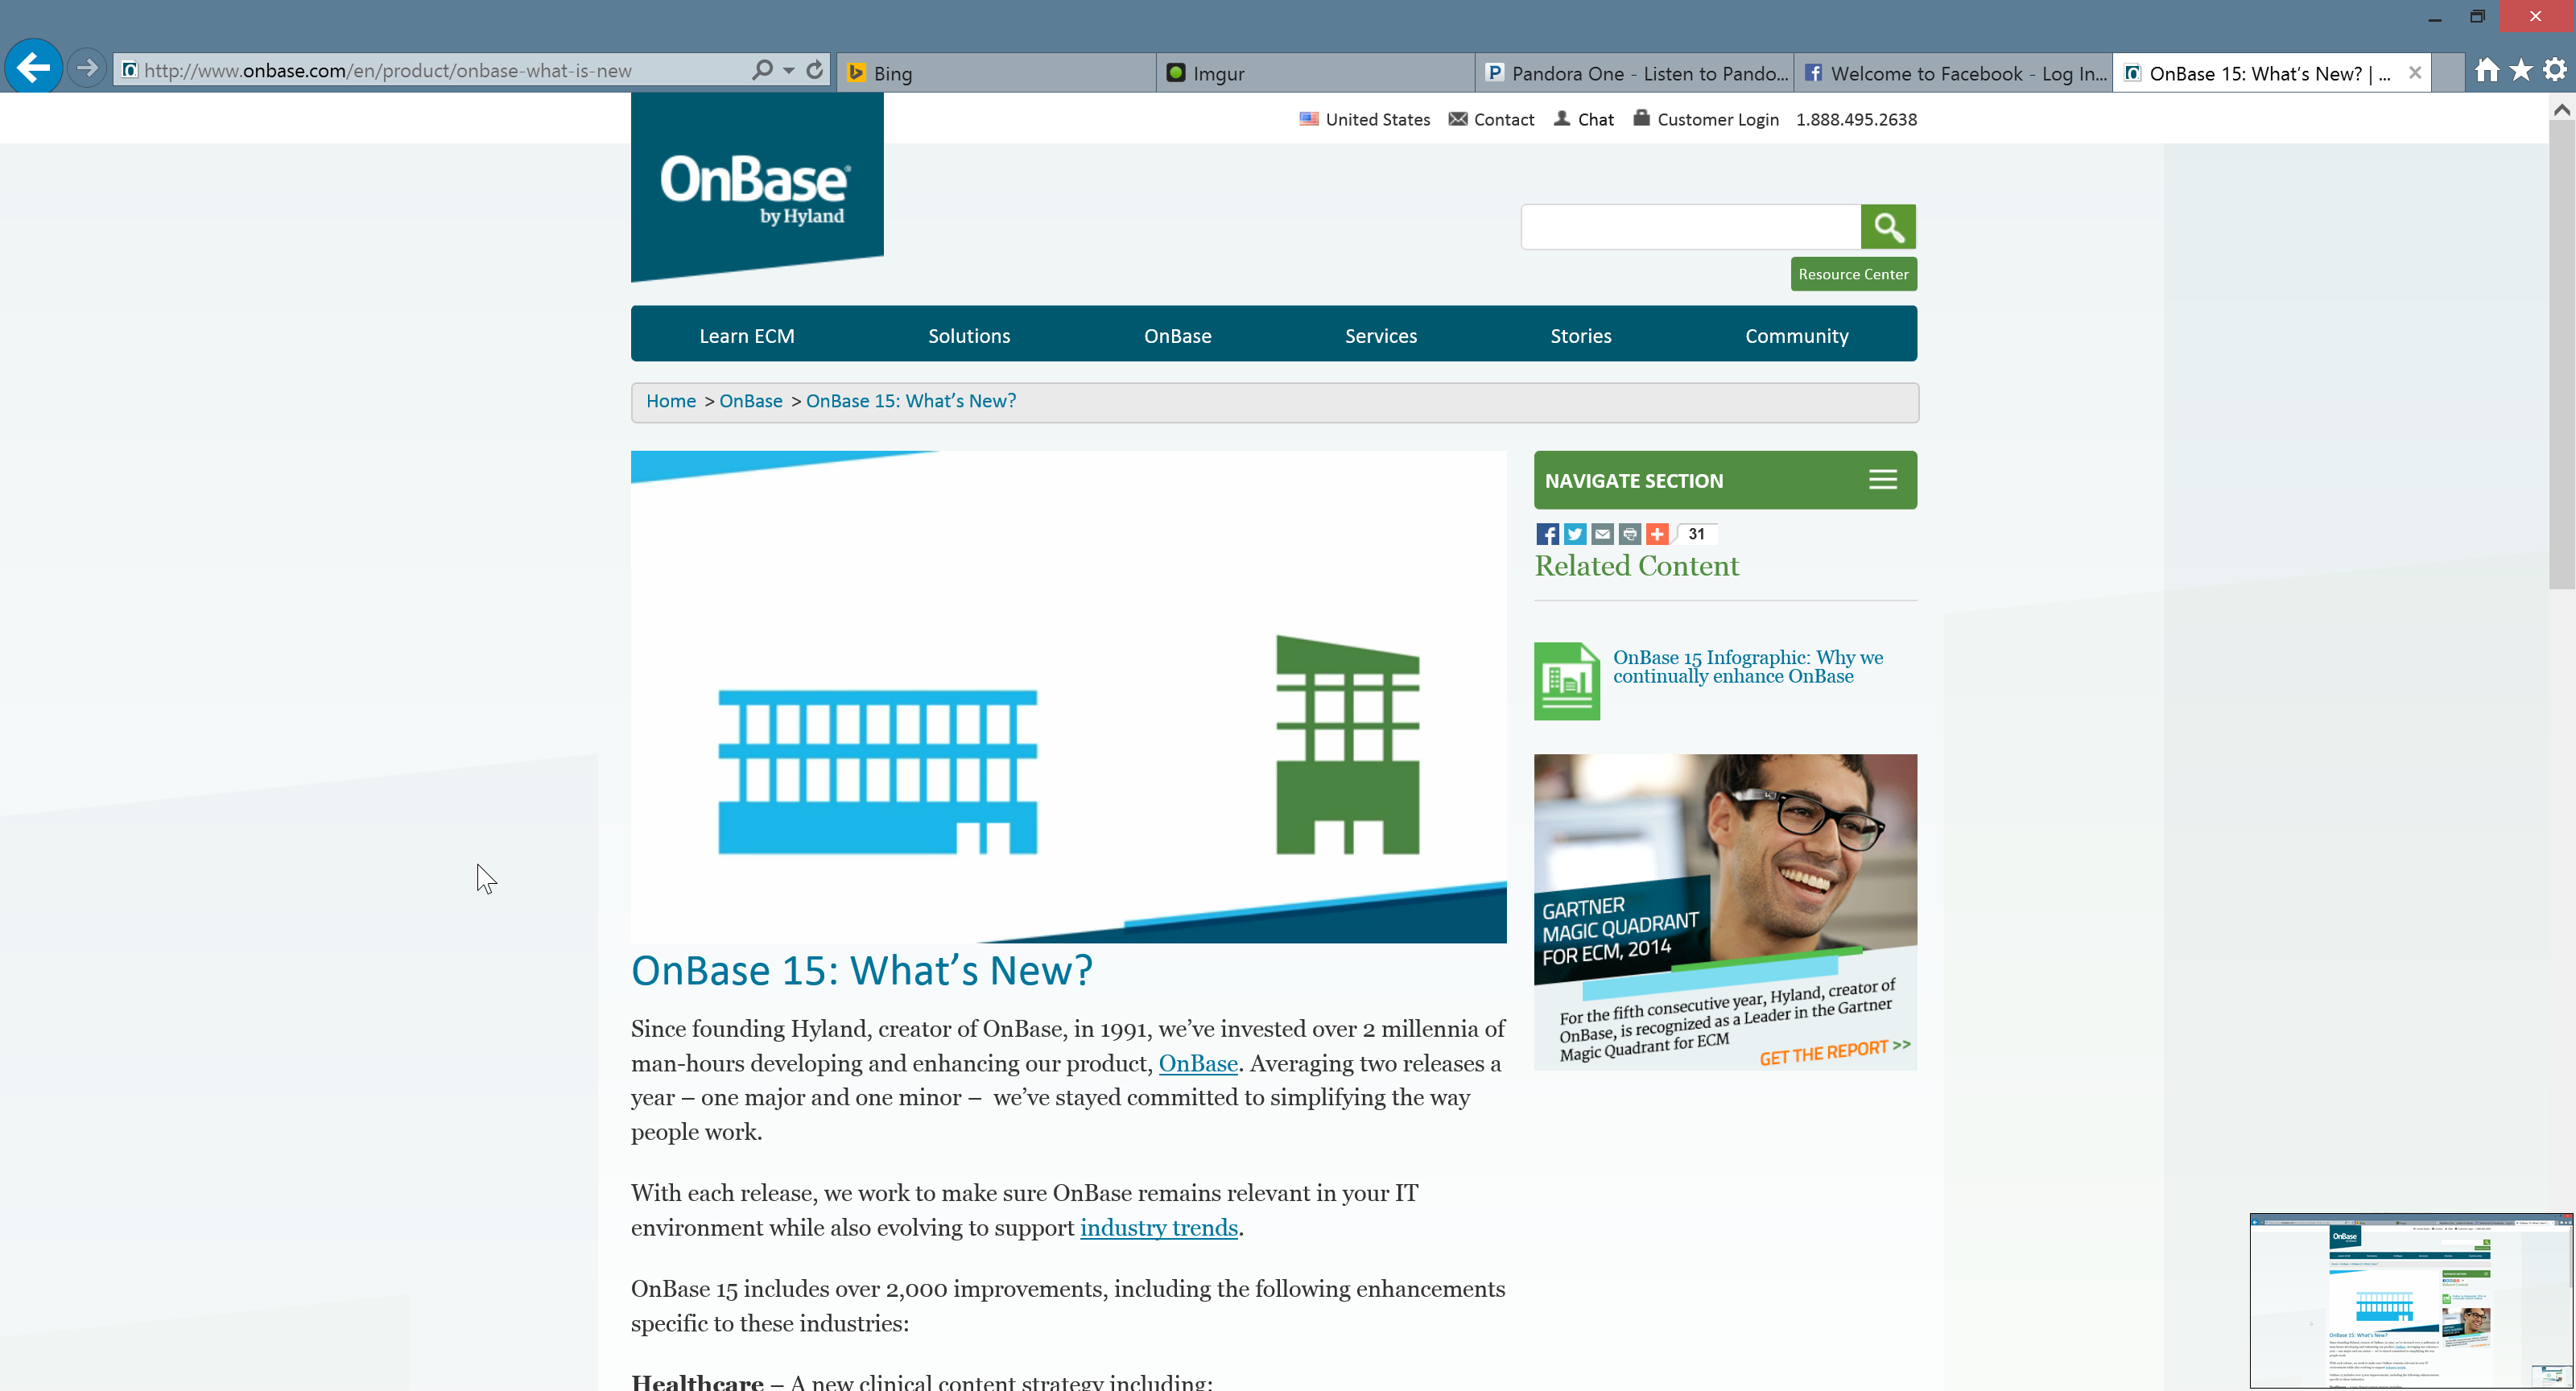 http://www.onbase.com/en/product/onbase-what-is-new
Bing
Imgur
Pandora One - Listen to Pando...
Welcome to Facebook - Log In...
OnBase 15: What's New? | ...
United States
Contact
Chat
Customer Login
1.888.495.2638
OnBase®
by Hyland
Resource Center
Learn ECM
Solutions
OnBase
Services
Stories
Community
Home > OnBase > OnBase 15: What's New?
NAVIGATE SECTION
31
Related Content
OnBase 15 Infographic: Why we
continually enhance OnBase
GARTNER
MAGIC QUADRANT
FOR ECM, 2014
For the fifth consecutive year, Hyland, creator of
OnBase, is recognized as a Leader in the Gartner
Magic Quadrant for ECM
GET THE REPORT >>
OnBase 15: What's New?
Since founding Hyland, creator of OnBase, in 1991, we've invested over 2 millennia of
man-hours developing and enhancing our product, OnBase. Averaging two releases a
year – one major and one minor –  we've stayed committed to simplifying the way
people work.
With each release, we work to make sure OnBase remains relevant in your IT
environment while also evolving to support industry trends.
OnBase 15 includes over 2,000 improvements, including the following enhancements
specific to these industries:
Healthcare – A new clinical content strategy including:
OnBase
OnBase 15: What's New?